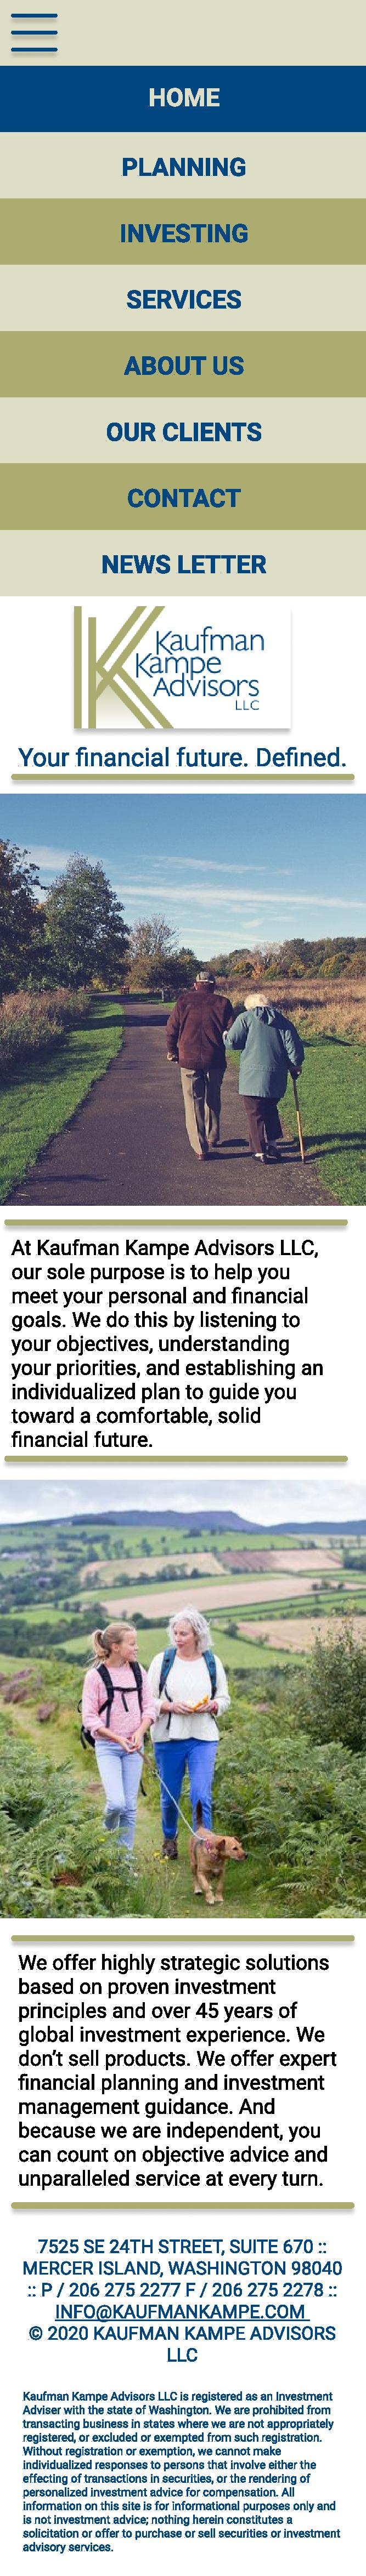 HOME
PLANNING
INVESTING
SERVICES
ABOUT US
OUR CLIENTS
CONTACT
NEWS LETTER
Kaufman
Kampe
Advisors
LLC
Your financial future. Defined.
At Kaufman Kampe Advisors LLC,
our sole purpose is to help you
meet your personal and financial
goals. We do this by listening to
your objectives, understanding
your priorities, and establishing an
individualized plan to guide you
toward a comfortable, solid
financial future.
We offer highly strategic solutions
based on proven investment
principles and over 45 years of
global investment experience. We
don’t sell products. We offer expert
financial planning and investment
management guidance. And
because we are independent, you
can count on objective advice and
unparalleled service at every turn.
7525 SE 24TH STREET, SUITE 670 ::
MERCER ISLAND, WASHINGTON 98040
:: P / 206 275 2277 F / 206 275 2278 ::
INFO@KAUFMANKAMPE.COM
© 2020 KAUFMAN KAMPE ADVISORS
LLC
Kaufman Kampe Advisors LLC is registered as an Investment
Adviser with the state of Washington. We are prohibited from
transacting business in states where we are not appropriately
registered, or excluded or exempted from such registration.
Without registration or exemption, we cannot make
individualized responses to persons that involve either the
effecting of transactions in securities, or the rendering of
personalized investment advice for compensation. All
information on this site is for informational purposes only and
is not investment advice; nothing herein constitutes a
solicitation or offer to purchase or sell securities or investment
advisory services.